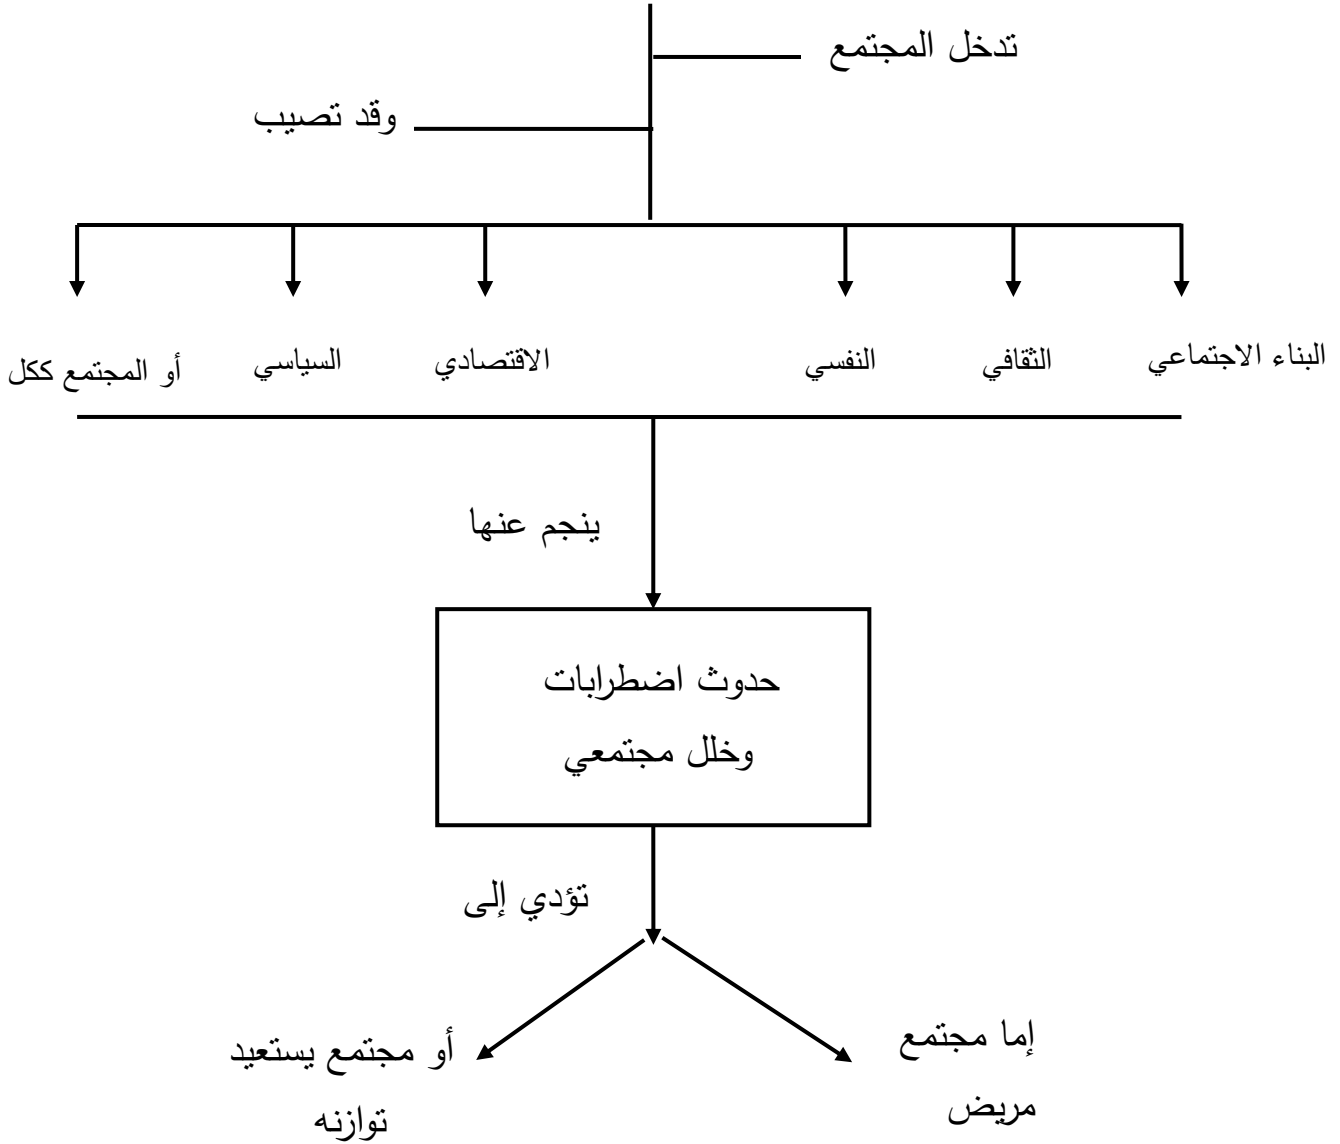 تدخل المجتمع
وقد تصيب
البناء الاجتماعي
الثقافي
النفسي
الاقتصادي
السياسي
أو المجتمع ككل
ينجم عنها
حدوث اضطرابات
وخلل مجتمعي
تؤدي إلى
إما مجتمع
مريض
أو مجتمع يستعيد
توازنه